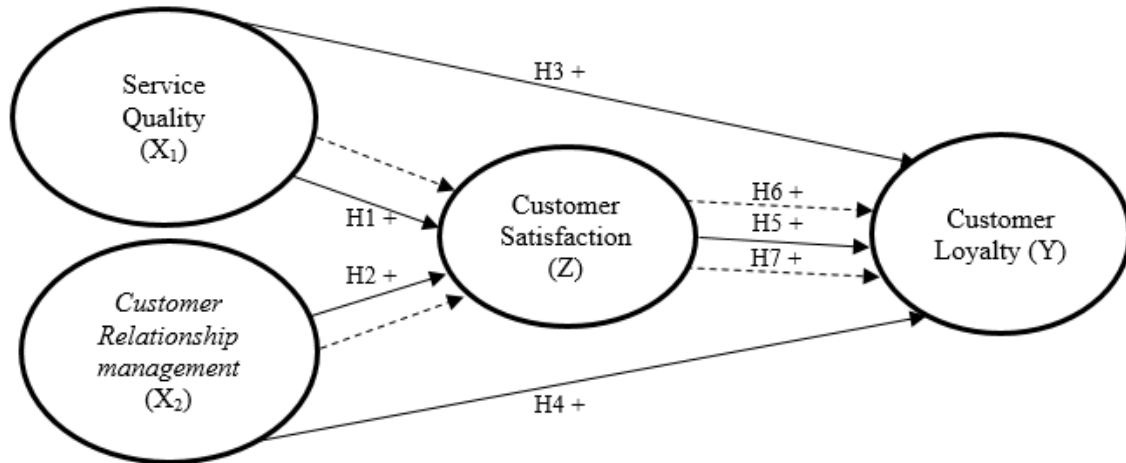 Service
Quality
(X₁)
H3 +
H1 +
Customer
Satisfaction
(Z)
H6 +
H5 +
H7 +
Customer
Loyalty (Y)
H2 +
Customer
Relationship
management
(X₂)
H4 +